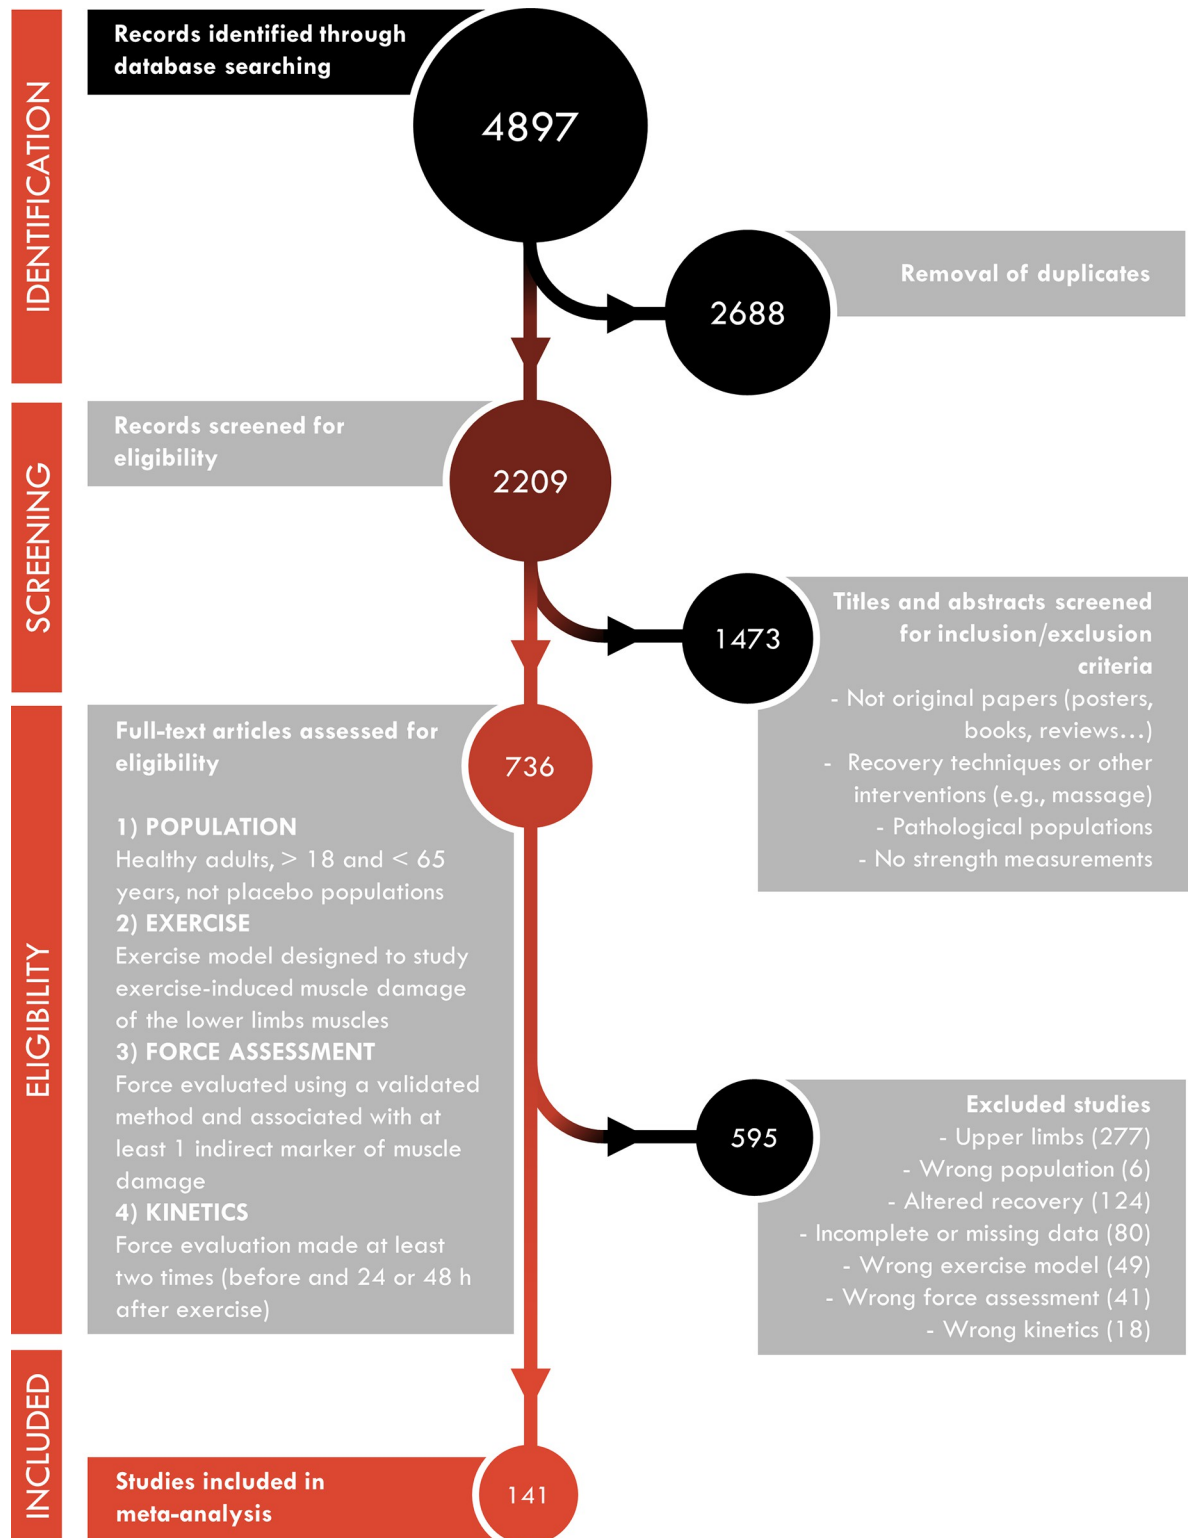 IDENTIFICATION
Records identified through
database searching
4897
Removal of duplicates
2688
SCREENING
Records screened for
eligibility
2209
1473
Titles and abstracts screened
for inclusion/exclusion
criteria
- Not original papers (posters,
books, reviews...)
- Recovery techniques or other
interventions (e.g., massage)
- Pathological populations
- No strength measurements
ELIGIBILITY
Full-text articles assessed for
eligibility
736
1) POPULATION
Healthy adults, > 18 and < 65
years, not placebo populations
2) EXERCISE
Exercise model designed to study
exercise-induced muscle damage
of the lower limbs muscles
3) FORCE ASSESSMENT
Force evaluated using a validated
method and associated with at
least 1 indirect marker of muscle
damage
4) KINETICS
Force evaluation made at least
two times (before and 24 or 48 h
after exercise)
595
Excluded studies
- Upper limbs (277)
- Wrong population (6)
- Altered recovery (124)
- Incomplete or missing data (80)
- Wrong exercise model (49)
- Wrong force assessment (41)
- Wrong kinetics (18)
INCLUDED
Studies included in
meta-analysis
141